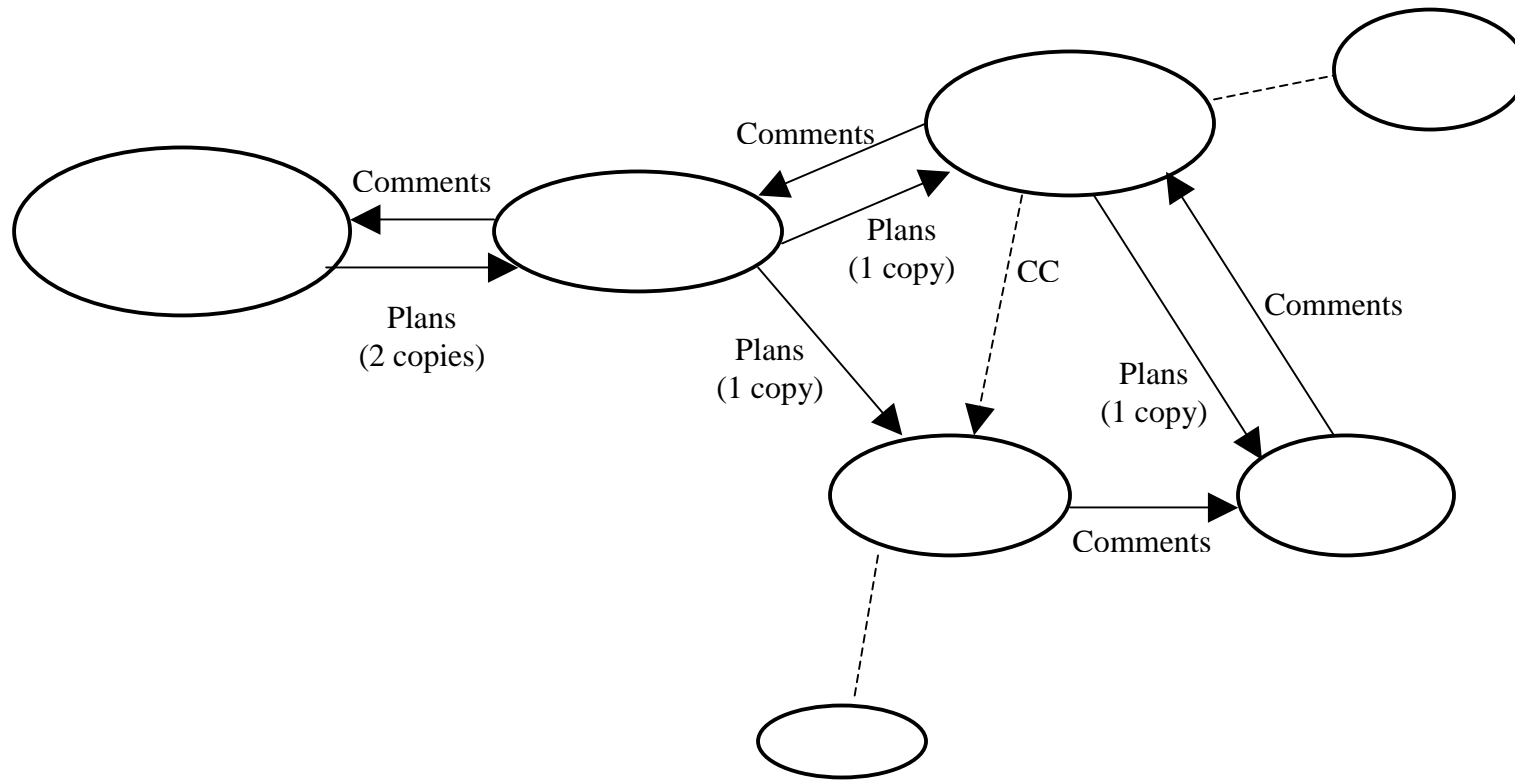 Comments
Comments
Plans
(1 copy)
CC
Plans
(2 copies)
Comments
Plans
(1 copy)
Plans
(1 copy)
Comments